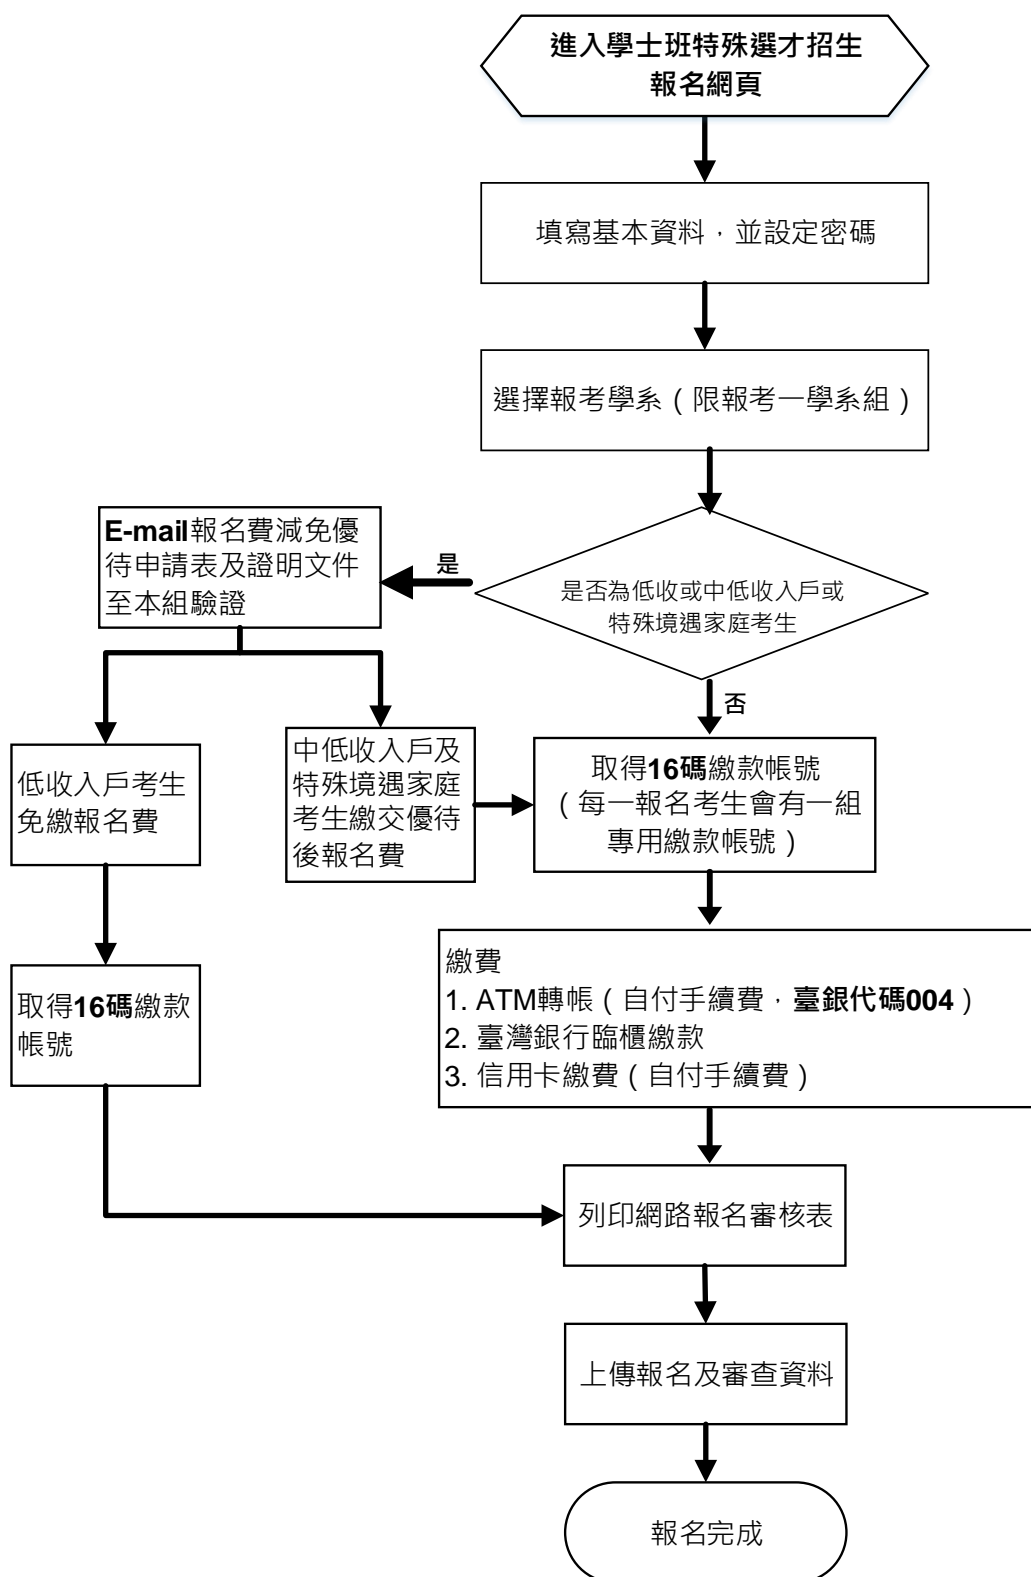 進入學士班特殊選才招生
報名網頁
填寫基本資料，並設定密碼
選擇報考學系（限報考一學系組）
是否為低收或中低收入戶或
特殊境遇家庭考生
是
E-mail報名費減免優
待申請表及證明文件
至本組驗證
否
低收入戶考生
免繳報名費
中低收入戶及
特殊境遇家庭
考生繳交優待
後報名費
取得16碼繳款帳號
（每一報名考生會有一組
專用繳款帳號）
取得16碼繳款
帳號
繳費
1. ATM轉帳（自付手續費，臺銀代碼004）
2. 臺灣銀行臨櫃繳款
3. 信用卡繳費（自付手續費）
列印網路報名審核表
上傳報名及審查資料
報名完成